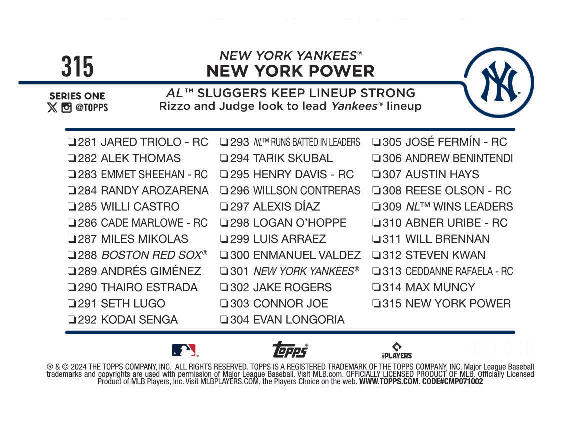 315
NEW YORK YANKEES®
NEW YORK POWER
SERIES ONE
@TOPPS
AL™ SLUGGERS KEEP LINEUP STRONG
Rizzo and Judge look to lead Yankees® lineup
NY
❏281 JARED TRIOLO - RC
❏282 ALEK THOMAS
❏283 EMMET SHEEHAN - RC
❏284 RANDY AROZARENA
❏285 WILLI CASTRO
❏286 CADE MARLOWE - RC
❏287 MILES MIKOLAS
❏288 BOSTON RED SOX®
❏289 ANDRÉS GIMÉNEZ
❏290 THAIRO ESTRADA
❏291 SETH LUGO
❏292 KODAI SENGA
❏293 NL™ RUNS BATTED IN LEADERS
❏294 TARIK SKUBAL
❏295 HENRY DAVIS - RC
❏296 WILLSON CONTRERAS
❏297 ALEXIS DÍAZ
❏298 LOGAN O'HOPPE
❏299 LUIS ARRAEZ
❏300 ENMANUEL VALDEZ
❏301 NEW YORK YANKEES®
❏302 JAKE ROGERS
❏303 CONNOR JOE
❏304 EVAN LONGORIA
❏305 JOSÉ FERMÍN - RC
❏306 ANDREW BENINTENDI
❏307 AUSTIN HAYS
❏308 REESE OLSON - RC
❏309 NL™ WINS LEADERS
❏310 ABNER URIBE - RC
❏311 WILL BRENNAN
❏312 STEVEN KWAN
❏313 CEDDANNE RAFAELA - RC
❏314 MAX MUNCY
❏315 NEW YORK POWER
Topps®
PLAYERS
® & © 2024 THE TOPPS COMPANY, INC. ALL RIGHTS RESERVED. TOPPS IS A REGISTERED TRADEMARK OF THE TOPPS COMPANY, INC. Major League Baseball
trademarks and copyrights are used with permission of Major League Baseball. Visit MLB.com. OFFICIALLY LICENSED PRODUCT OF MLB. Officially Licensed
Product of MLB Players, Inc. Visit MLBPLAYERS.COM, the Players Choice on the web. WWW.TOPPS.COM. CODE#CMP071002